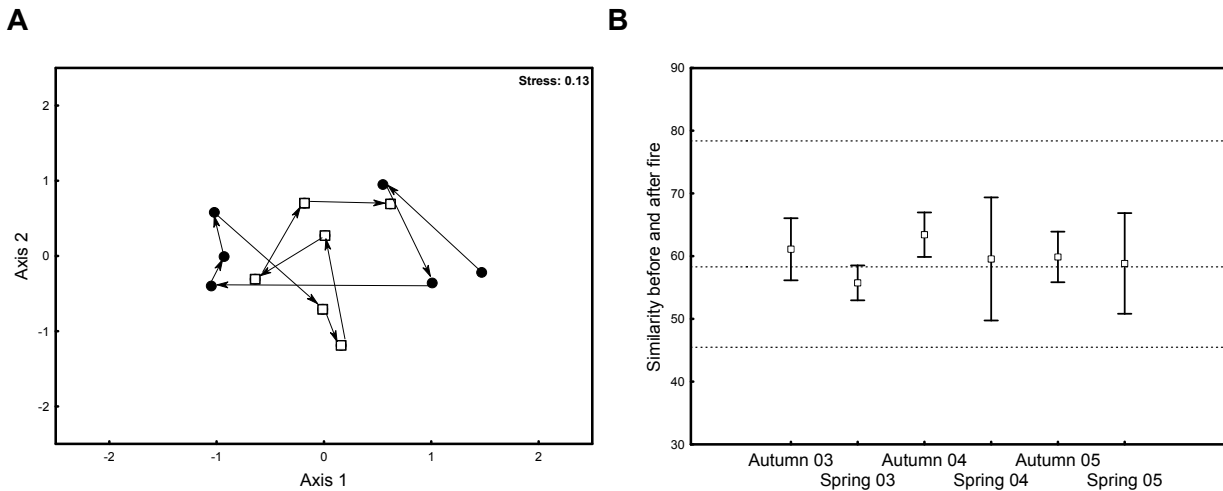 A
Stress: 0.13
2
1
0
-1
-2
Axis 2
-2
-1
0
1
2
Axis 1
B
90
80
70
60
50
40
30
Similarity before and after fire
Autumn 03
Autumn 04
Autumn 05
Spring 03
Spring 04
Spring 05